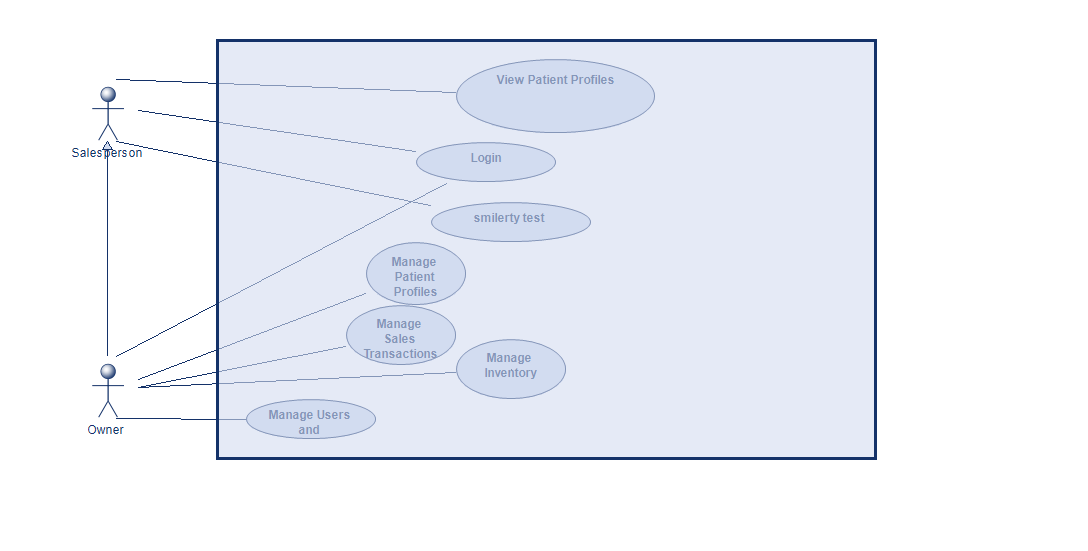 View Patient Profiles
Salesperson
Login
smilerty test
Manage
Patient
Profiles
Manage
Sales
Transactions
Manage
Inventory
Manage Users
and
Owner